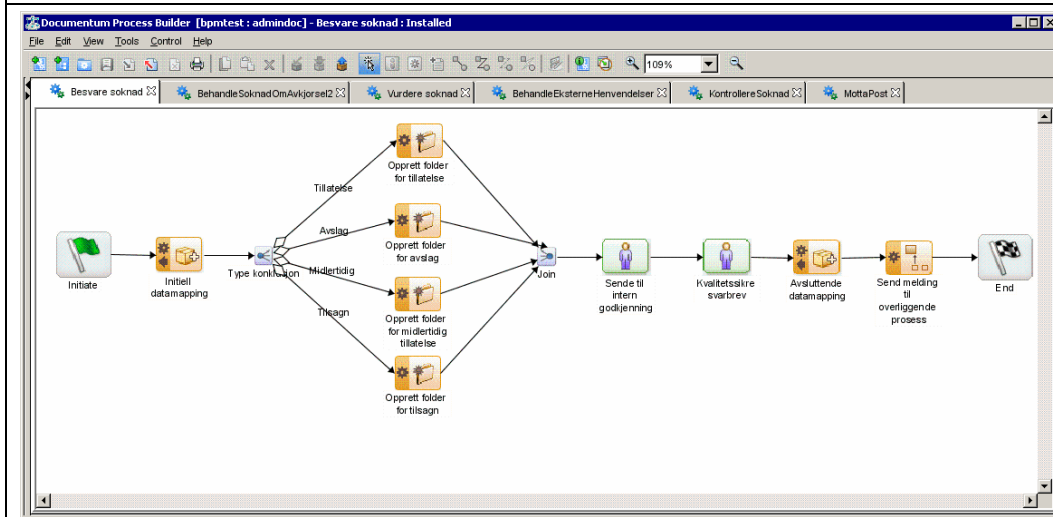 Documentum Process Builder [bpmtest : admindoc] - Besvare soknad : Installed
File Edit View Tools Control Help
109%
Besvare soknad
BehandleSoknadOmAvkjorsel2
Vurdere soknad
BehandleEksterneHenvendelser
KontrollereSoknad
MottaPost
Opprett folder
for tillatelse
Tillatelse
Avslag
Opprett folder
for avslag
Initiate
Initiell
datamapping
Type konklusjon
Midlertidig
Opprett folder
for midlertidig
tillatelse
Tilsagn
Opprett folder
for tilsagn
Join
Sende til
intern
godkjenning
Kvalitetssikre
svarbrev
Avsluttende
datamapping
Send melding
til
overliggende
prosess
End